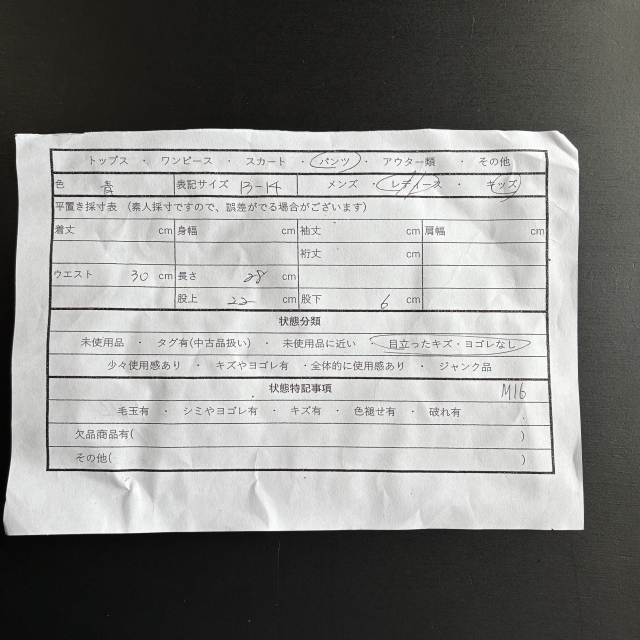 トップス ・ ワンピース ・ スカート ・ パンツ ・ アウター類 ・ その他
色 青 表記サイズ 13-14 メンズ ・ レディース ・ キッズ
平置き採寸表 (素人採寸ですので、誤差がでる場合がございます)
着丈 cm 身幅 cm 袖丈 cm 肩幅 cm
裄丈 cm
ウエスト 30 cm 長さ 28 cm
股上 22 cm 股下 6 cm
状態分類
未使用品 ・ タグ有(中古品扱い) ・ 未使用品に近い ・ 目立ったキズ・ヨゴレなし
少々使用感あり ・ キズやヨゴレ有 ・全体的に使用感あり ・ ジャンク品
状態特記事項 M16
毛玉有 ・ シミやヨゴレ有 ・ キズ有 ・ 色褪せ有 ・ 破れ有
欠品商品有( )
その他( )